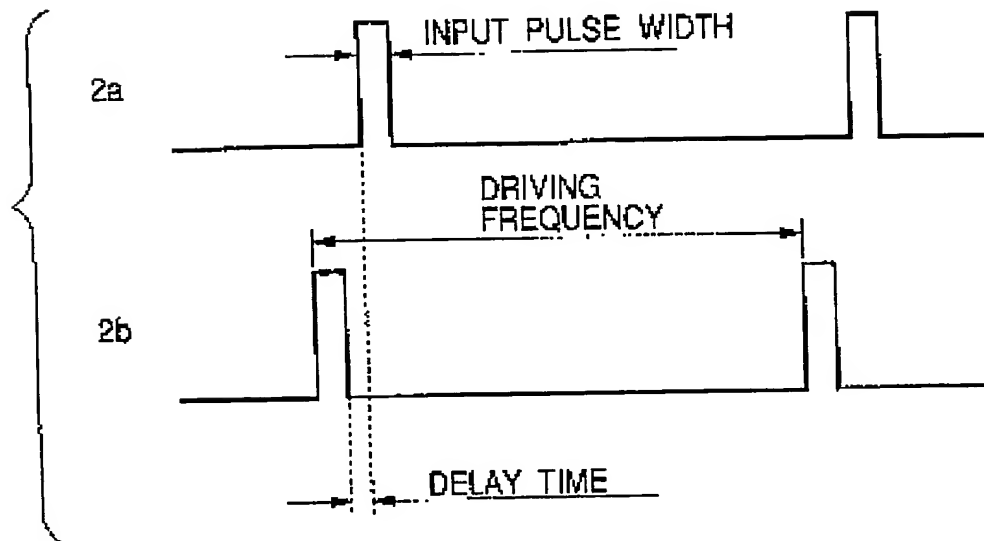 INPUT PULSE WIDTH
2a
DRIVING
FREQUENCY
2b
DELAY TIME